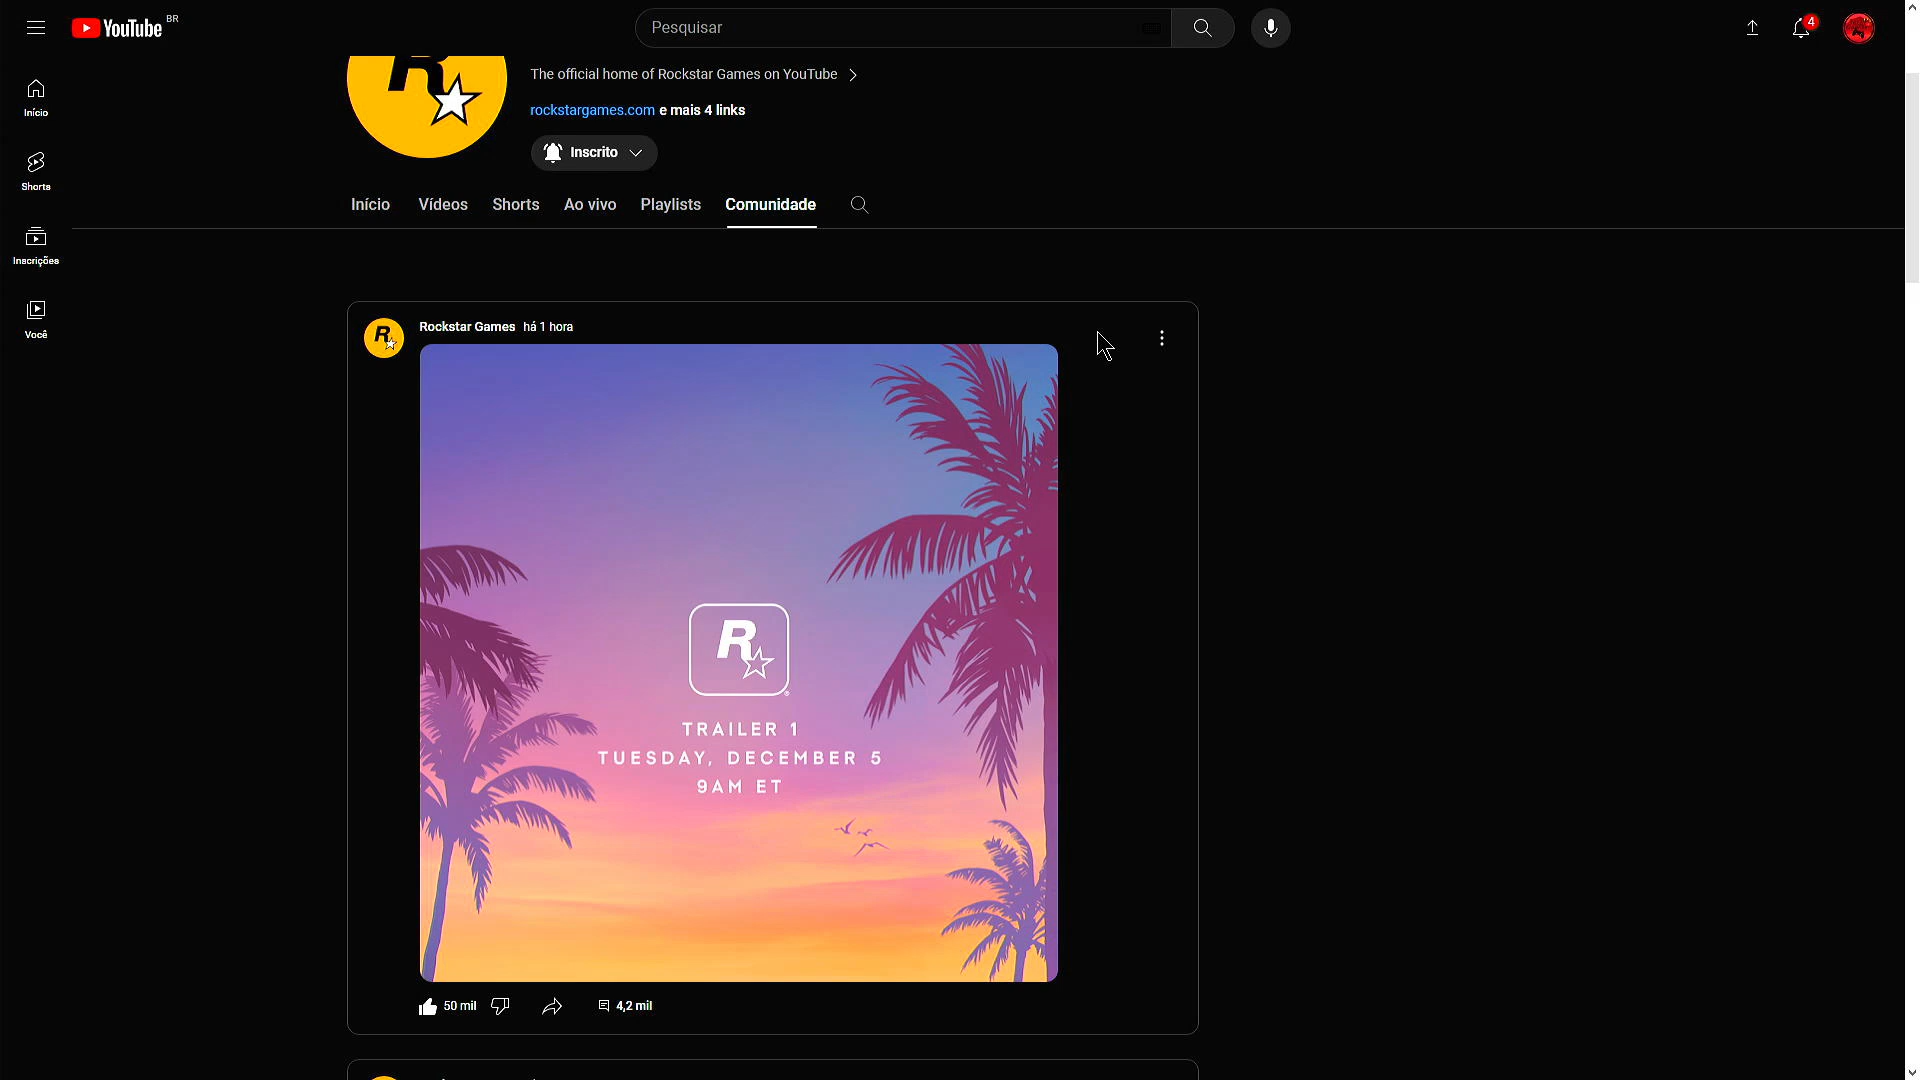 YouTube BR
Pesquisar
4
Início
Shorts
Inscrições
Você
R
The official home of Rockstar Games on YouTube
rockstargames.com e mais 4 links
Inscrito
Início Vídeos Shorts Ao vivo Playlists Comunidade
R
Rockstar Games há 1 hora
R
TRAILER 1
TUESDAY, DECEMBER 5
9AM ET
50 mil 4,2 mil